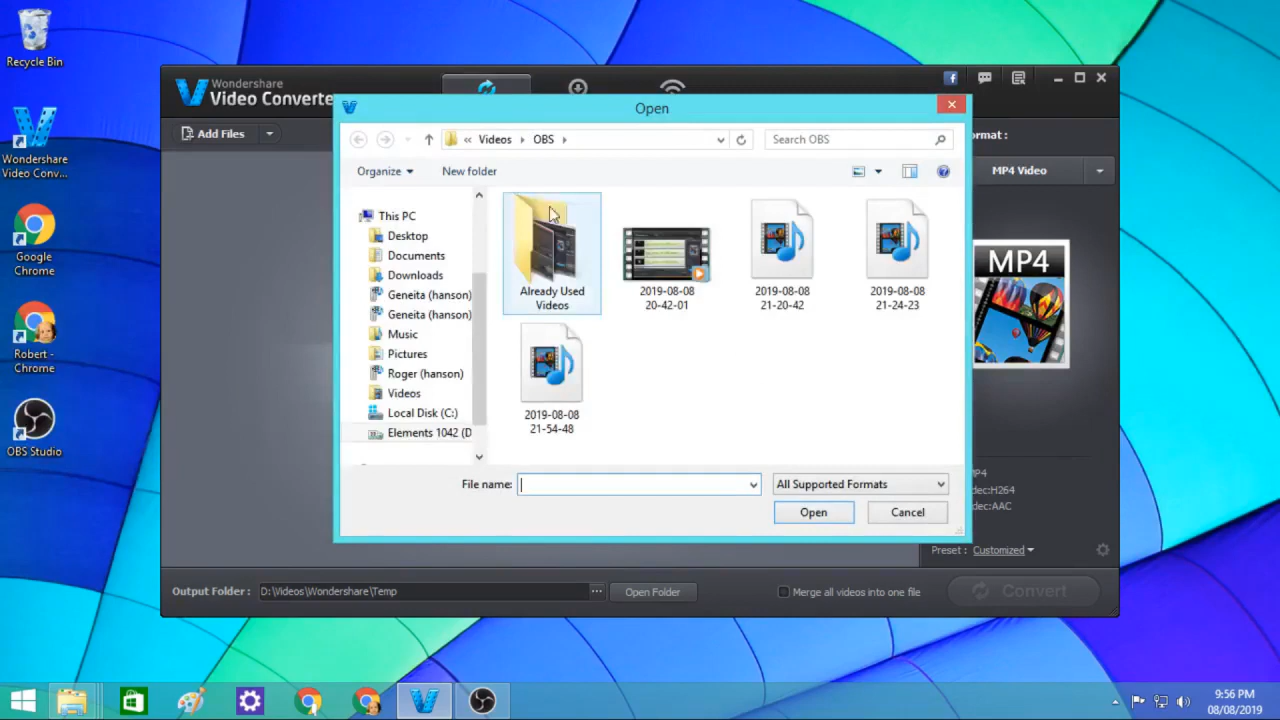 Recycle Bin
Wondershare
Video Conv...
Google
Chrome
Robert -
Chrome
OBS Studio
Wondershare
Video Converte
Add Files
ormat :
MP4 Video
MP4
MP4
dec:H264
dec:AAC
Preset : Customized
Open
« Videos OBS
Search OBS
Organize
New folder
This PC
Desktop
Documents
Downloads
Geneita (hanson)
Geneita (hanson)
Music
Pictures
Roger (hanson)
Videos
Local Disk (C:)
Elements 1042 (D
Already Used
Videos
2019-08-08
20-42-01
2019-08-08
21-20-42
2019-08-08
21-24-23
2019-08-08
21-54-48
File name:
All Supported Formats
Open
Cancel
Output Folder : D:\Videos\Wondershare\Temp
... Open Folder
Merge all videos into one file
Convert
9:56 PM
08/08/2019